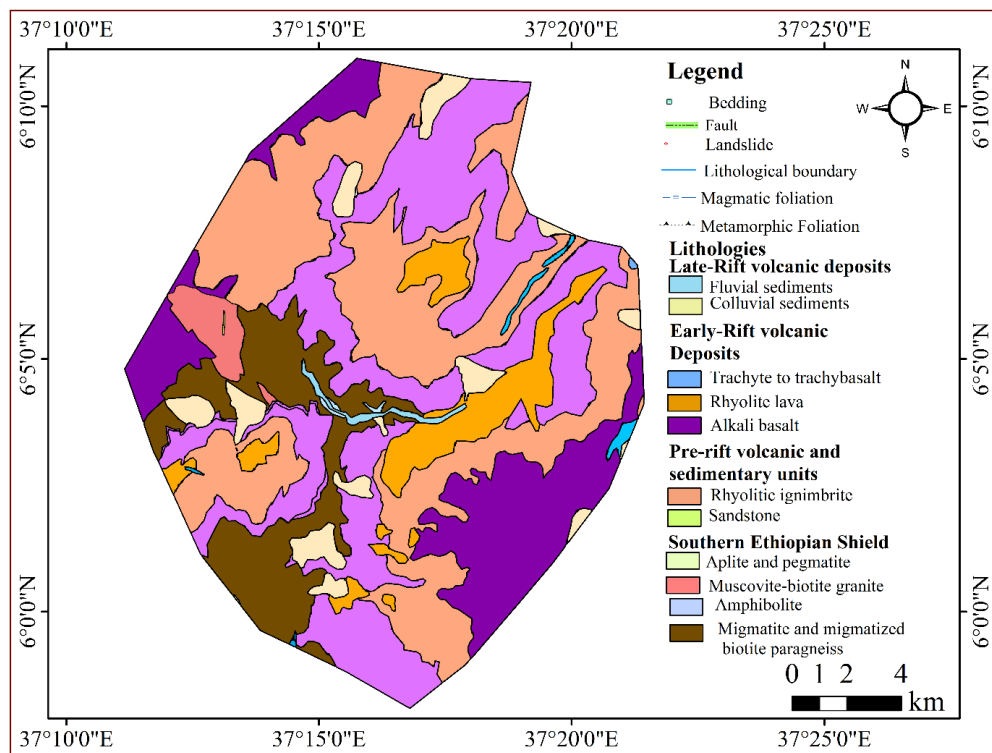 37°10'0"E 37°15'0"E 37°20'0"E 37°25'0"E
6°10'0"N 6°10'0"N
6°5'0"N 6°5'0"N
6°0'0"N 6°0'0"N
N
W E
S
Legend
Bedding
Fault
Landslide
Lithological boundary
Magmatic foliation
Metamorphic Foliation
Lithologies
Late-Rift volcanic deposits
Fluvial sediments
Colluvial sediments
Early-Rift volcanic
Deposits
Trachyte to trachybasalt
Rhyolite lava
Alkali basalt
Pre-rift volcanic and
sedimentary units
Rhyolitic ignimbrite
Sandstone
Southern Ethiopian Shield
Aplite and pegmatite
Muscovite-biotite granite
Amphibolite
Migmatite and migmatized
biotite paragneiss
0 1 2 4
km
37°10'0"E 37°15'0"E 37°20'0"E 37°25'0"E